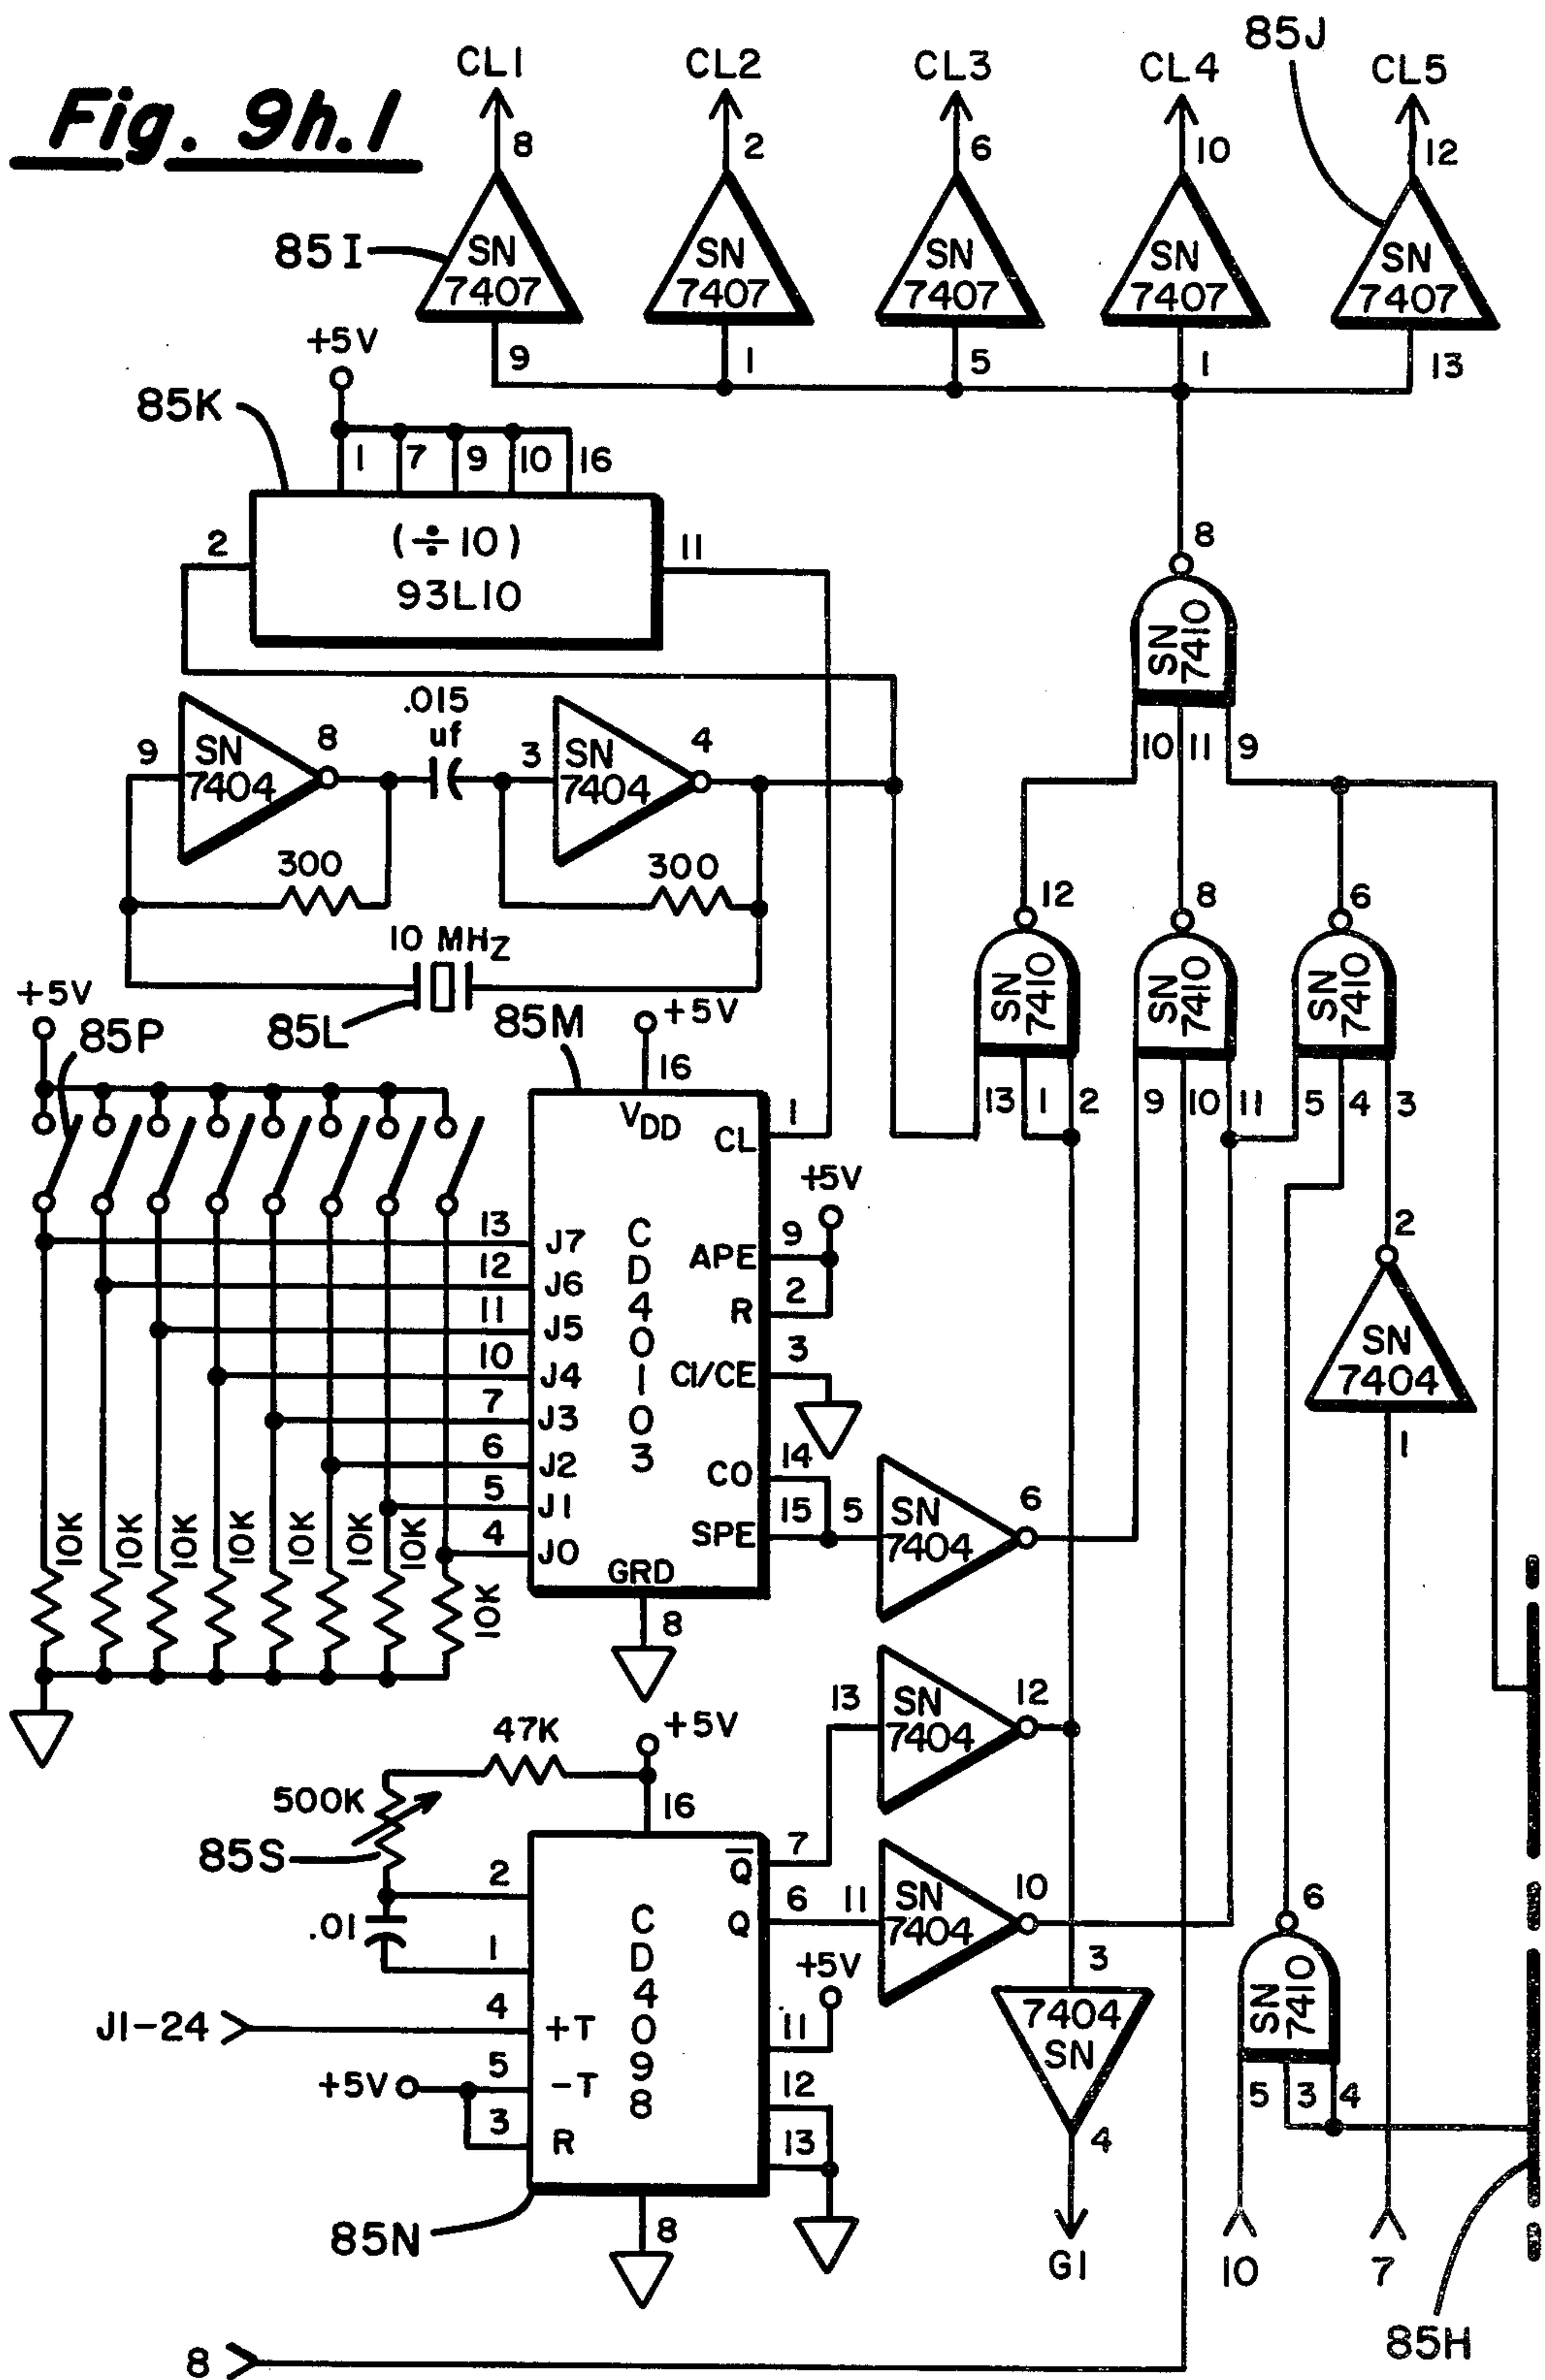 Fig. 9h.1
CL1 CL2 CL3 CL4 CL5
85J
8 2 6 10 12
85I
SN 7407
SN 7407
SN 7407
SN 7407
SN 7407
9 1 5 1 13
+5V
85K
1 7 9 10 16
2
(÷10)
93L10
11
8
SN 7410
10 11 9
.015
uf
9
SN
7404
8
3
SN
7404
4
300
300
10 MHz
85L
12
SN 7410
13 1 2
8
SN 7410
9 10 11
6
SN 7410
5 4 3
+5V
85P
85M
+5V
16
VDD
CL
1
+5V
APE
9
R
2
CI/CE
3
CO
14
SPE
15
CD40103
13 J7
12 J6
11 J5
10 J4
7 J3
6 J2
5 J1
4 J0
GRD
8
10K
10K
10K
10K
10K
10K
10K
10K
5
SN
7404
6
2
SN
7404
1
13
SN
7404
12
47K
+5V
500K
85S
16
2
.01
1
J1-24
4
+T
+5V
5
-T
3
R
CD4098
Q̅
7
Q
6
11
SN
7404
10
+5V
11
12
13
8
85N
3
7404
SN
4
G1
6
SN 7410
5 3 4
10
7
85H
8